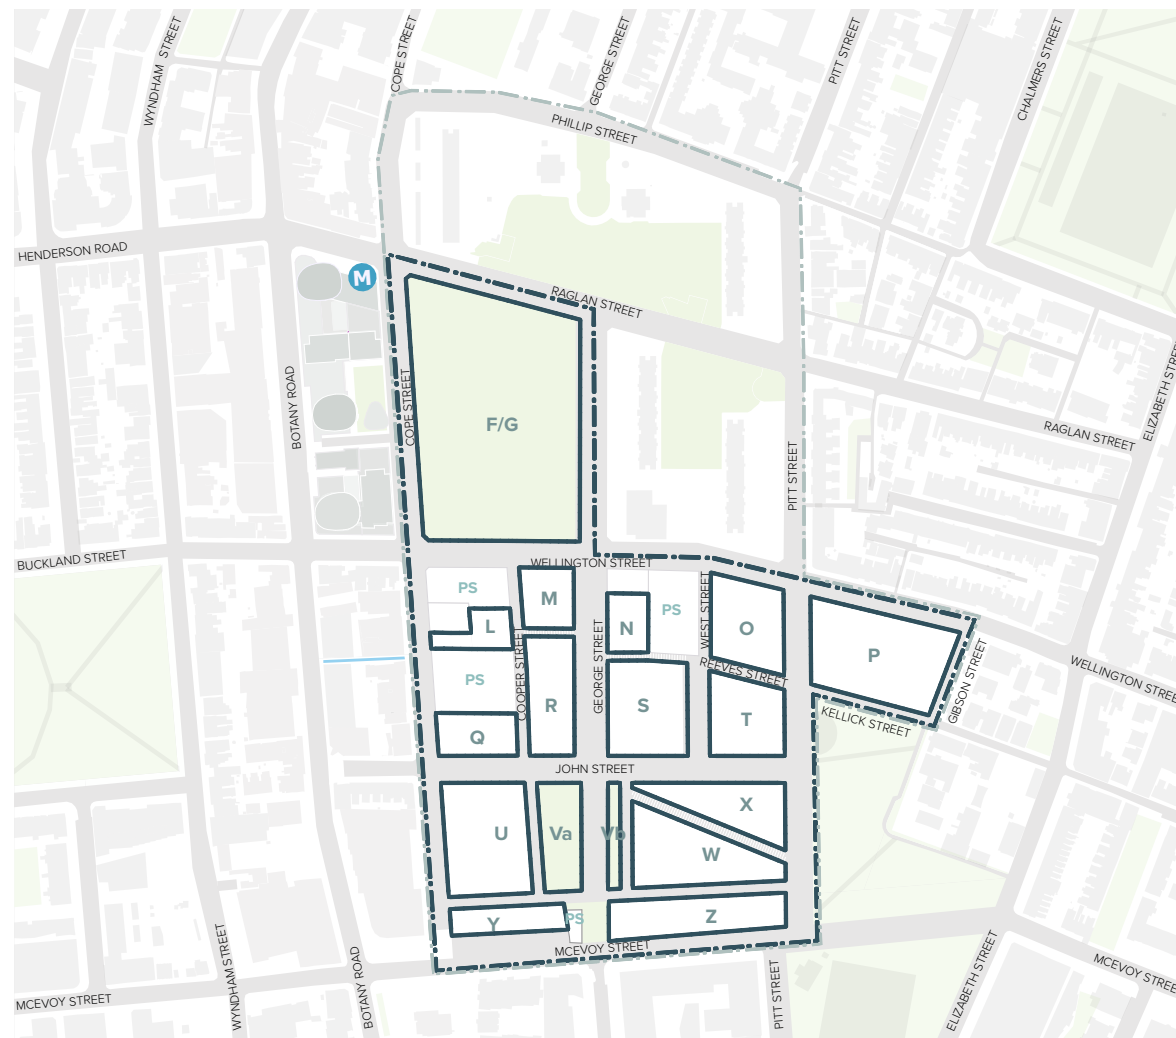 WYNDHAM STREET
COPE STREET
GEORGE STREET
PITT STREET
CHALMERS STREET
PHILLIP STREET
HENDERSON ROAD
M
RAGLAN STREET
BOTANY ROAD
COPE STREET
F/G
PITT STREET
RAGLAN STREET
ELIZABETH STREET
BUCKLAND STREET
WELLINGTON STREET
PS
M
PS
WEST STREET
L
N
O
P
COOPER STREET
GEORGE STREET
REEVES STREET
GIBSON STREET
WELLINGTON STREE
PS
R
S
T
KELLICK STREET
Q
JOHN STREET
U
Va
Vb
X
W
Y
PS
Z
MCEVOY STREET
WYNDHAM STREET
BOTANY ROAD
PITT STREET
ELIZABETH STREET
MCEVOY STREE
MCEVOY STREET